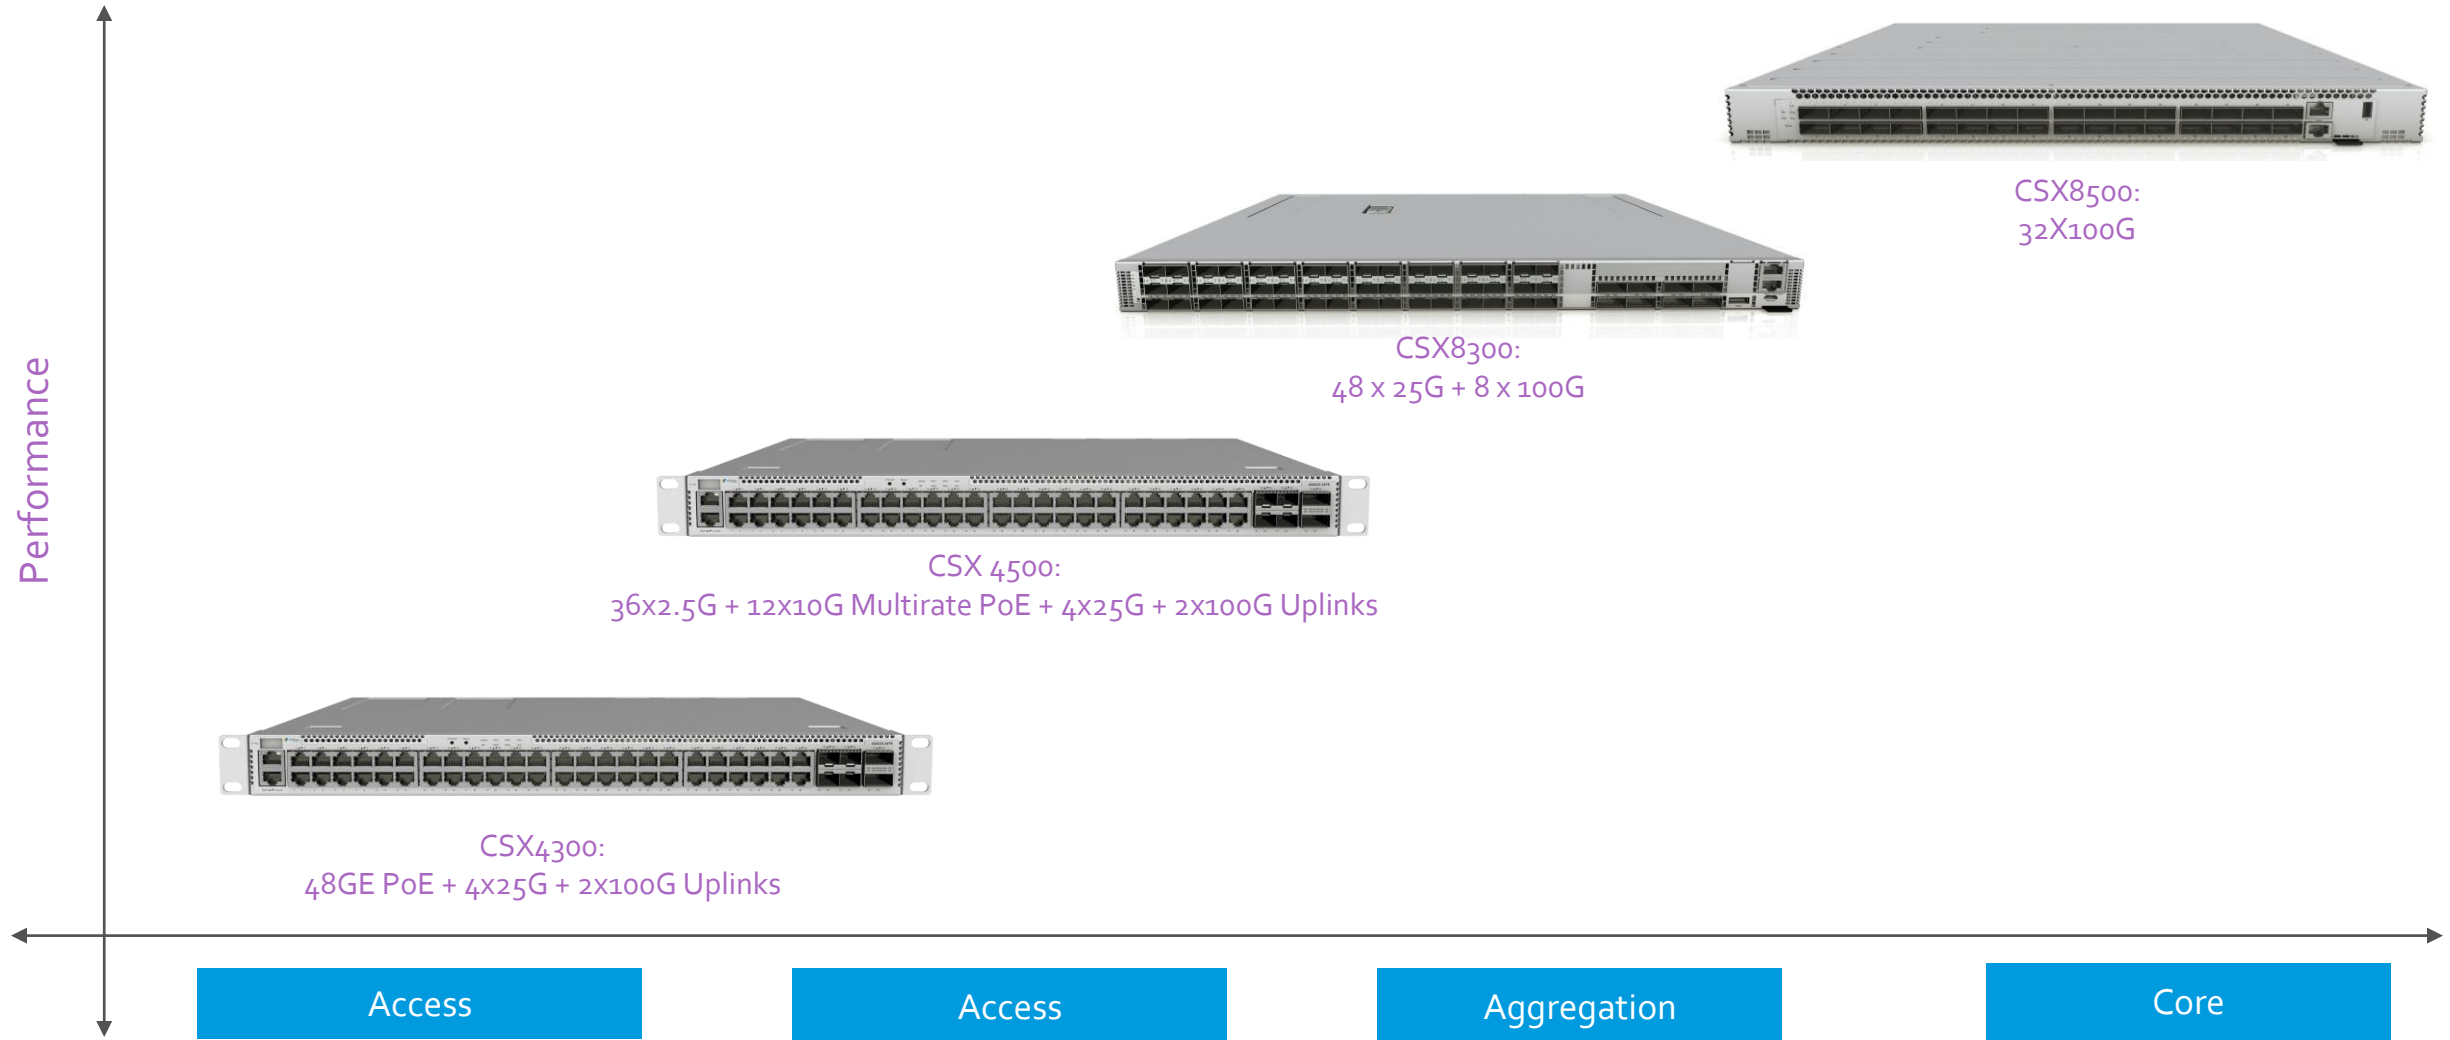 CSX8500:
32X100G
CSX8300:
48 x 25G + 8 x 100G
Performance
CSX 4500:
36x2.5G + 12x10G Multirate PoE + 4x25G + 2x100G Uplinks
CSX4300:
48GE PoE + 4x25G + 2x100G Uplinks
Access
Access
Aggregation
Core